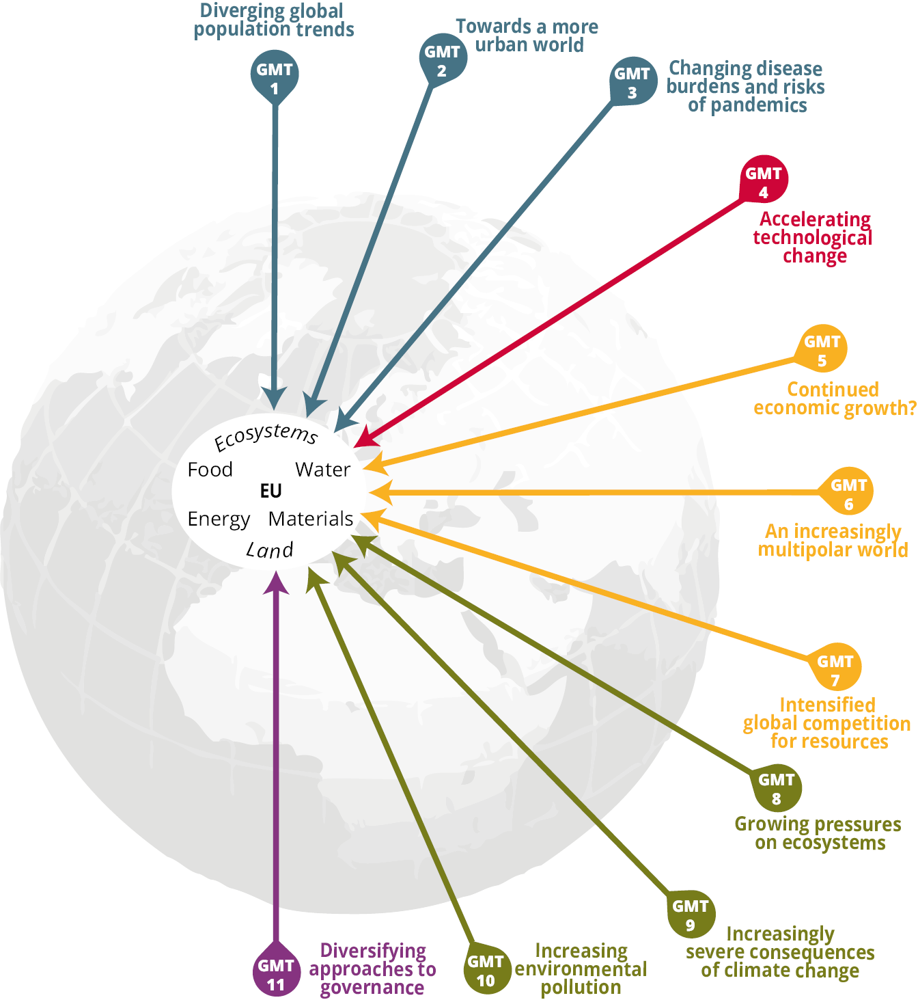 Diverging global
population trends
GMT
1
Towards a more
urban world
GMT
2
Changing disease
burdens and risks
of pandemics
GMT
3
GMT
4
Accelerating
technological
change
GMT
5
Continued
economic growth?
GMT
6
An increasingly
multipolar world
GMT
7
Intensified
global competition
for resources
GMT
8
Growing pressures
on ecosystems
GMT
9
Increasingly
severe consequences
of climate change
GMT
10
Increasing
environmental
pollution
GMT
11
Diversifying
approaches to
governance
Ecosystems
Food Water
EU
Energy Materials
Land